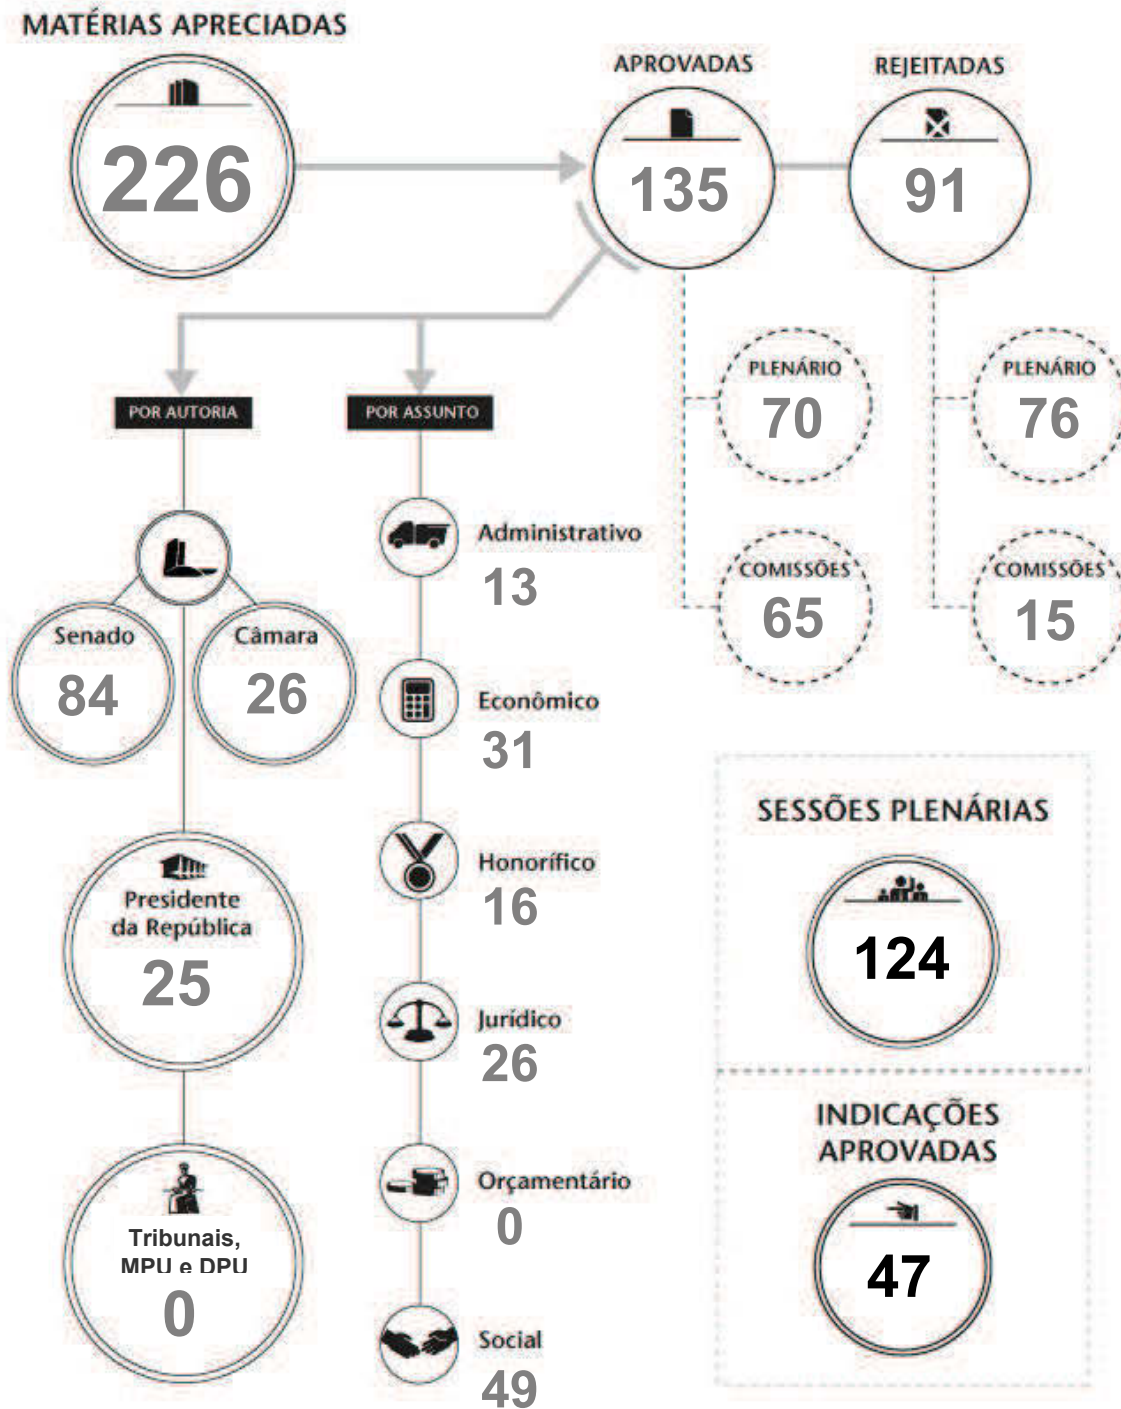 MATÉRIAS APRECIADAS
226
APROVADAS
135
REJEITADAS
91
PLENÁRIO
70
COMISSÕES
65
PLENÁRIO
76
COMISSÕES
15
POR AUTORIA
Senado
84
Câmara
26
Presidente
da República
25
Tribunais,
MPU e DPU
0
POR ASSUNTO
Administrativo
13
Econômico
31
Honorífico
16
Jurídico
26
Orçamentário
0
Social
49
SESSÕES PLENÁRIAS
124
INDICAÇÕES
APROVADAS
47